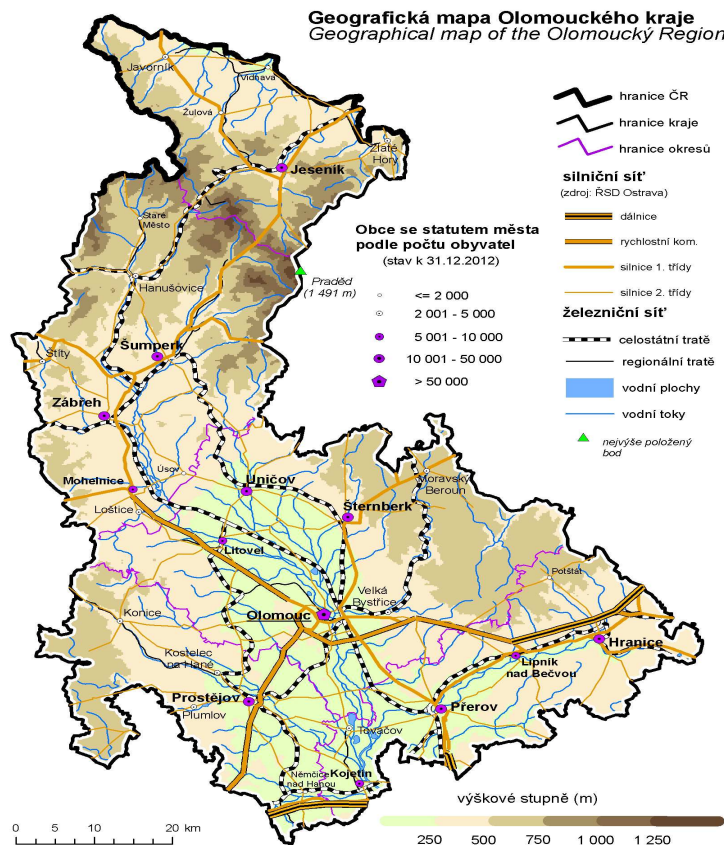 Geografická mapa Olomouckého kraje
Geographical map of the Olomoucký Region
hranice ČR
hranice kraje
hranice okresů
silniční síť
(zdroj: ŘSD Ostrava)
dálnice
rychlostní kom.
silnice 1. třídy
silnice 2. třídy
železniční síť
celostátní tratě
regionální tratě
vodní plochy
vodní toky
nejvýše položený
bod
Obce se statutem města
podle počtu obyvatel
(stav k 31.12.2012)
<= 2 000
2 001 - 5 000
5 001 - 10 000
10 001 - 50 000
> 50 000
Javorník
Vidnava
Žulová
Zlaté
Hory
Jeseník
Staré
Město
Praděd
(1 491 m)
Hanušovice
Štíty
Šumperk
Zábřeh
Úsov
Mohelnice
Uničov
Moravský
Beroun
Loštice
Šternberk
Litovel
Potštát
Velká
Bystřice
Konice
Olomouc
Hranice
Kostelec
na Hané
Lipník
nad Bečvou
Prostějov
Plumlov
Přerov
Tovačov
Němčice
nad Hanou
Kojetín
výškové stupně (m)
250 500 750 1 000 1 250
0 5 10 20 km